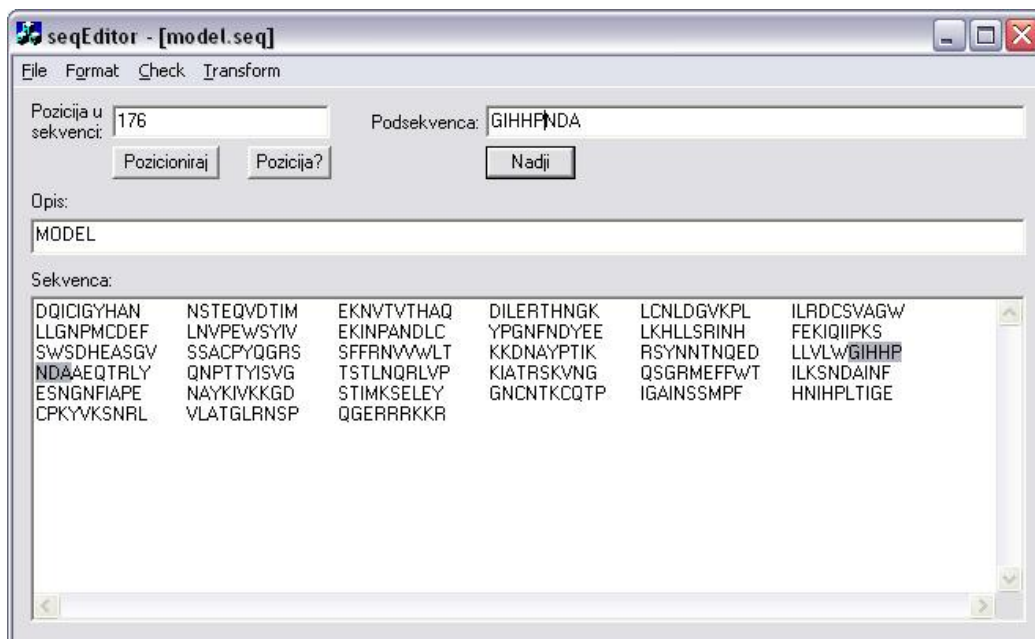 seqEditor - [model.seq]
File Format Check Transform
Pozicija u sekvenci: 176 Podsekvenca: GIHHPNDA
Pozicioniraj Pozicija? Nadji
Opis:
MODEL
Sekvenca:
DQICIGYHAN NSTEQVDTIM EKNVTVTHAQ DILERTHNGK LCNLDGVKPL ILRDCSVAGW
LLGNPMCDEF LNVPEWSYIV EKINPANDLC YPGNFNDYEE LKHLLSRINH FEKIQIIPKS
SWSDHEASGV SSACPYQGRS SFFRNVVWLT KKDNAYPTIK RSYNNTNQED LLVLWGIHHP
NDAAEQTRLY QNPTTYISVG TSTLNQRLVP KIATRSKVNG QSGRMEFFWT ILKSNDAINF
ESNGNFIAPE NAYKIVKKGD STIMKSELEY GNCNTKCQTP IGAINSSMPF HNIHPLTIGE
CPKYVKSNRL VLATGLRNSP QGERRRKKR